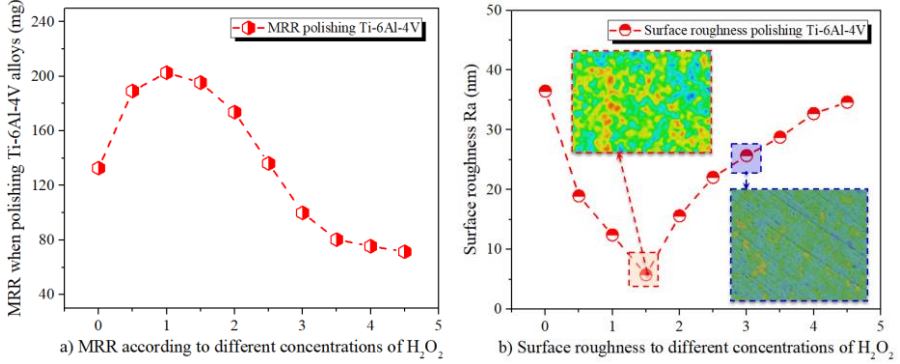 MRR when polishing Ti-6Al-4V alloys (mg)
240
200
160
120
80
40
MRR polishing Ti-6Al-4V
0 1 2 3 4 5
a) MRR according to different concentrations of H₂O₂
Surface roughness Ra (nm)
50
40
30
20
10
0
Surface roughness polishing Ti-6Al-4V
0 1 2 3 4 5
b) Surface roughness to different concentrations of H₂O₂